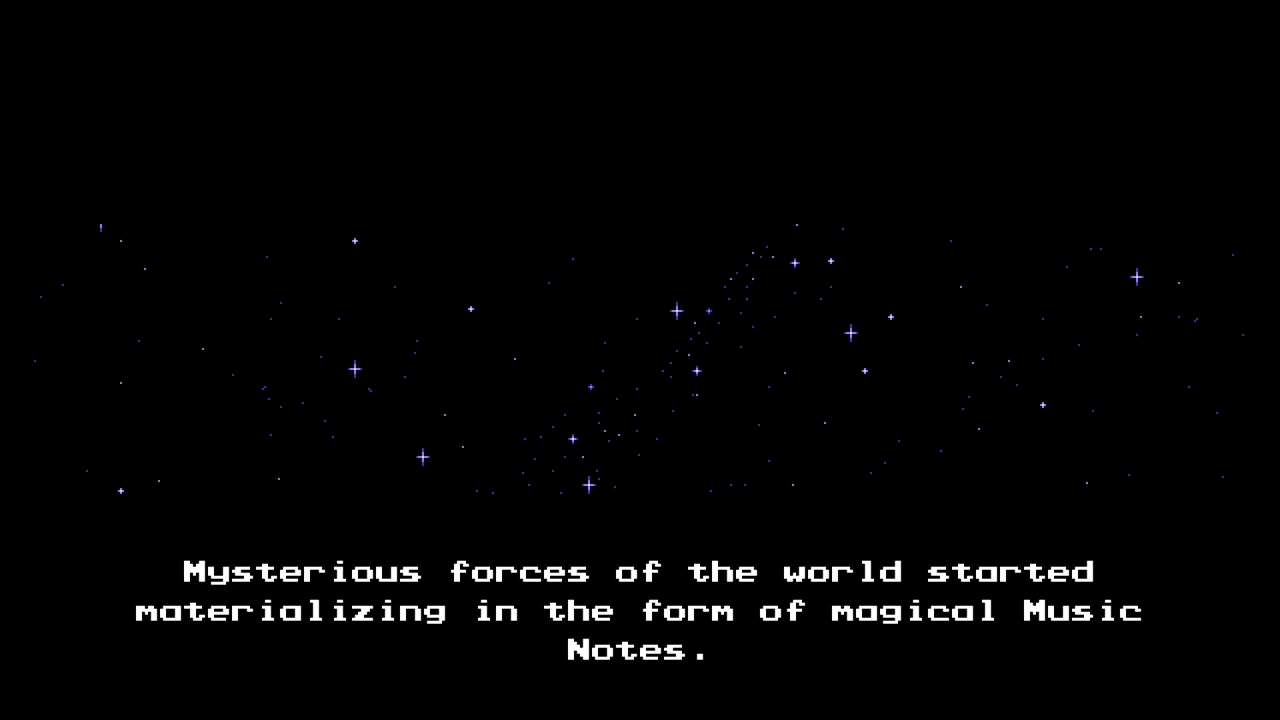 Mysterious forces of the world started
materializing in the form of magical Music
Notes.